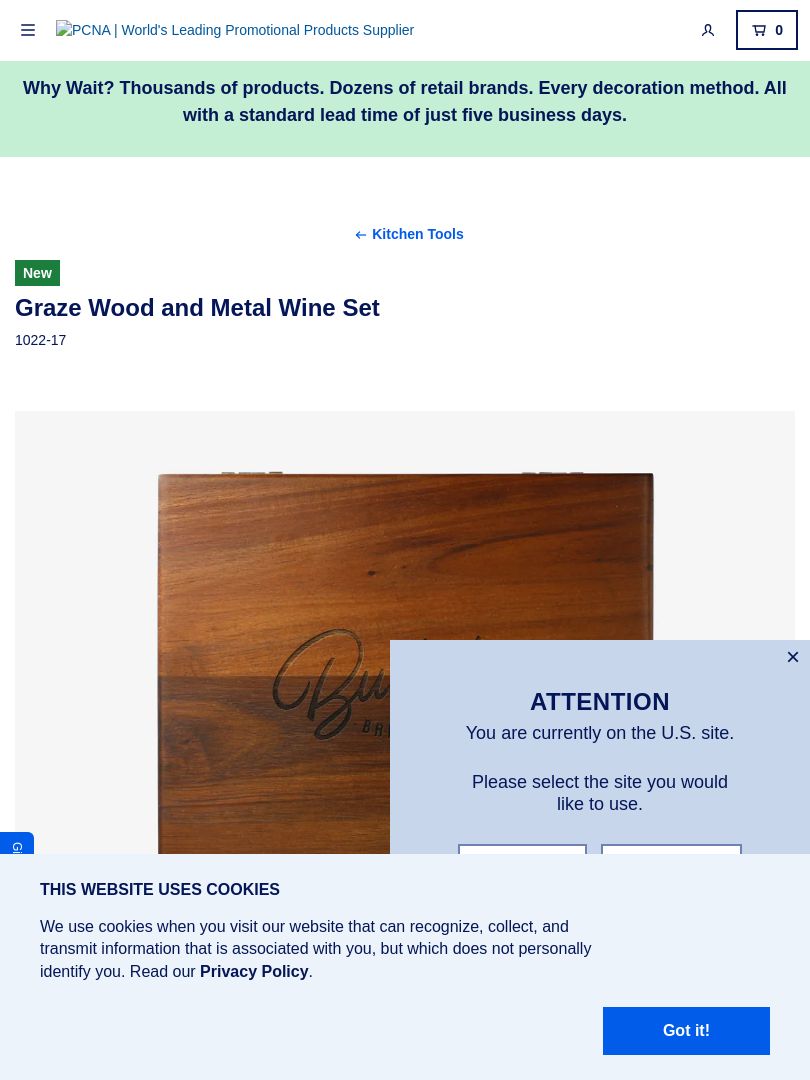 PCNA | World's Leading Promotional Products Supplier
0
Why Wait? Thousands of products. Dozens of retail brands. Every decoration method. All
with a standard lead time of just five business days.
Kitchen Tools
New
Graze Wood and Metal Wine Set
1022-17
ATTENTION
You are currently on the U.S. site.
Please select the site you would
like to use.
THIS WEBSITE USES COOKIES
We use cookies when you visit our website that can recognize, collect, and
transmit information that is associated with you, but which does not personally
identify you. Read our Privacy Policy.
Got it!